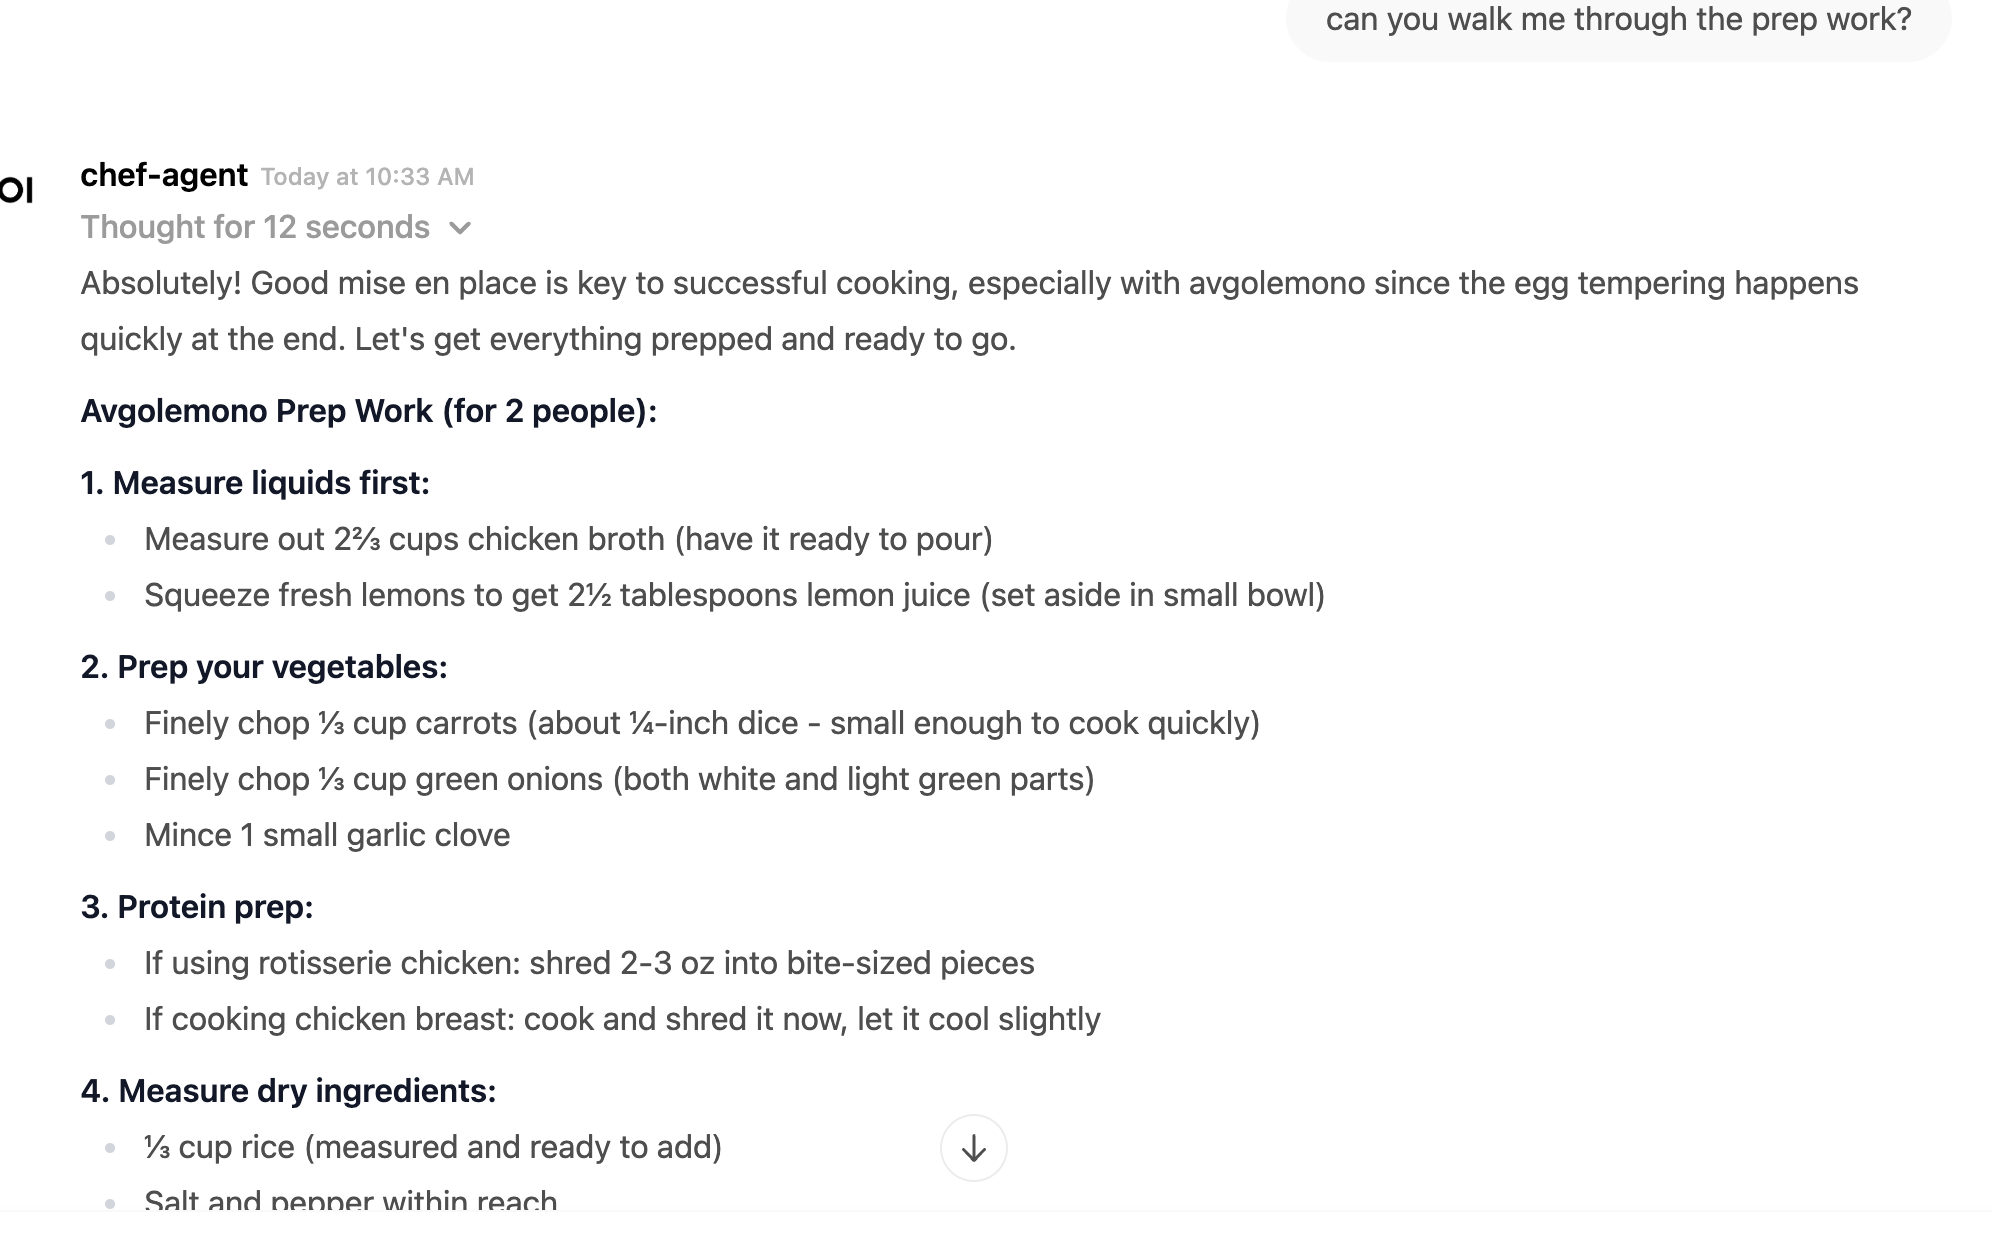 can you walk me through the prep work?
OI
chef-agent Today at 10:33 AM
Thought for 12 seconds
Absolutely! Good mise en place is key to successful cooking, especially with avgolemono since the egg tempering happens
quickly at the end. Let's get everything prepped and ready to go.
Avgolemono Prep Work (for 2 people):
1. Measure liquids first:
Measure out 2⅔ cups chicken broth (have it ready to pour)
Squeeze fresh lemons to get 2½ tablespoons lemon juice (set aside in small bowl)
2. Prep your vegetables:
Finely chop ⅓ cup carrots (about ¼-inch dice - small enough to cook quickly)
Finely chop ⅓ cup green onions (both white and light green parts)
Mince 1 small garlic clove
3. Protein prep:
If using rotisserie chicken: shred 2-3 oz into bite-sized pieces
If cooking chicken breast: cook and shred it now, let it cool slightly
4. Measure dry ingredients:
⅓ cup rice (measured and ready to add)
Salt and pepper within reach